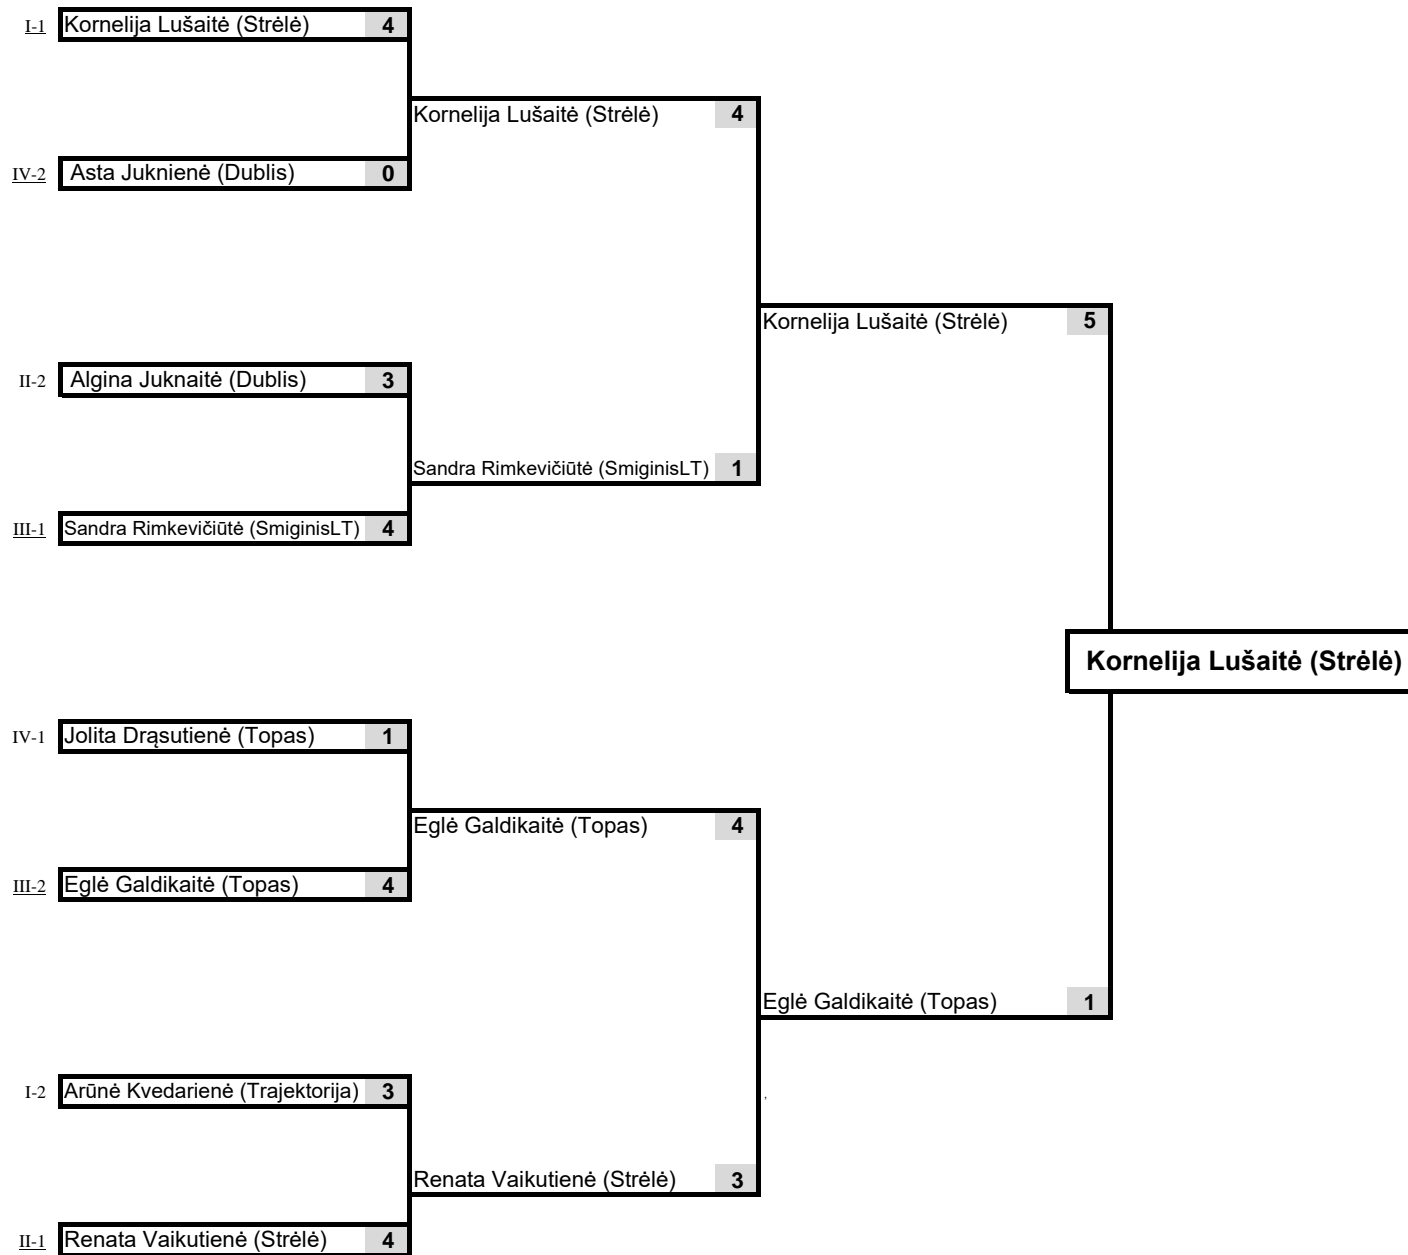 I-1 Kornelija Lušaitė (Strėlė) 4
Kornelija Lušaitė (Strėlė) 4
IV-2 Asta Juknienė (Dublis) 0
Kornelija Lušaitė (Strėlė) 5
II-2 Algina Juknaitė (Dublis) 3
Sandra Rimkevičiūtė (SmiginisLT) 1
III-1 Sandra Rimkevičiūtė (SmiginisLT) 4
Kornelija Lušaitė (Strėlė)
IV-1 Jolita Drąsutienė (Topas) 1
Eglė Galdikaitė (Topas) 4
III-2 Eglė Galdikaitė (Topas) 4
Eglė Galdikaitė (Topas) 1
I-2 Arūnė Kvedarienė (Trajektorija) 3
,
Renata Vaikutienė (Strėlė) 3
II-1 Renata Vaikutienė (Strėlė) 4